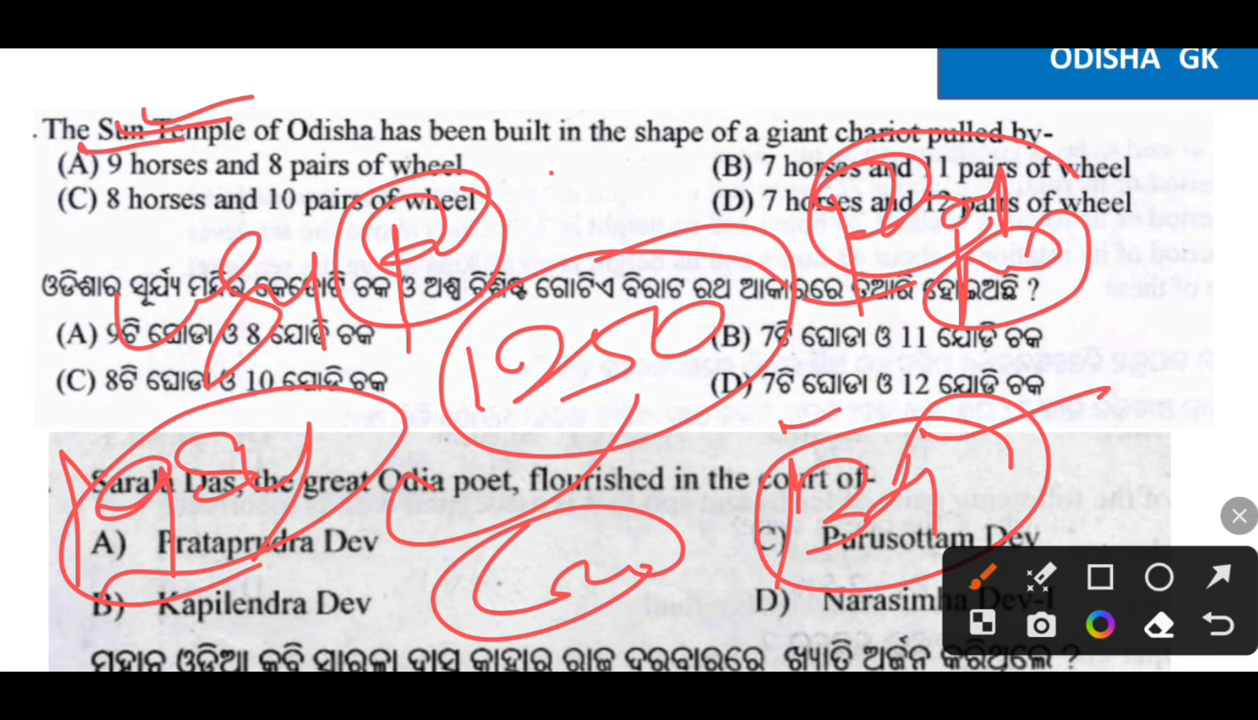 ODISHA GK
. The Sun Temple of Odisha has been built in the shape of a giant chariot pulled by-
(A) 9 horses and 8 pairs of wheel (B) 7 horses and 11 pairs of wheel
(C) 8 horses and 10 pairs of wheel (D) 7 horses and 12 pairs of wheel
ଓଡିଶାର ସୂର୍ଯ୍ୟ ମନ୍ଦିର କେତୋଟି ଚକ ଓ ଅଶ୍ୱ ବିଶିଷ୍ଟ ଗୋଟିଏ ବିରାଟ ରଥ ଆକାରରେ ତିଆରି ହୋଇଅଛି ?
(A) 9ଟି ଘୋଡା ଓ 8 ଯୋଡି ଚକ (B) 7ଟି ଘୋଡା ଓ 11 ଯୋଡି ଚକ
(C) 8ଟି ଘୋଡା ଓ 10 ଯୋଡି ଚକ (D) 7ଟି ଘୋଡା ଓ 12 ଯୋଡି ଚକ
1250
Sarala Das, the great Odia poet, flourished in the court of-
A) Prataprudra Dev C) Purusottam Dev
B) Kapilendra Dev D) Narasimha Dev-I
ମହାନ ଓଡିଆ କବି ସାରଳା ଦାସ କାହାର ରାଜ ଦରବାରରେ ଖ୍ୟାତି ଅର୍ଜନ କରିଥିଲେ ?